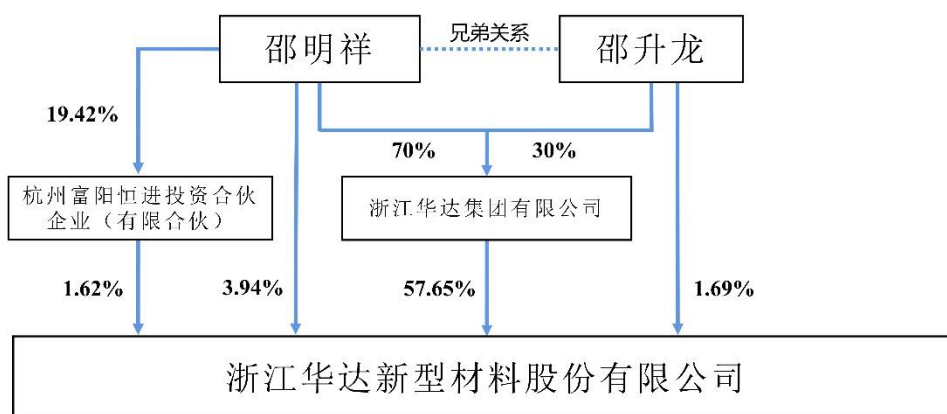 邵明祥
兄弟关系
邵升龙
19.42%
70%
30%
杭州富阳恒进投资合伙
企业（有限合伙）
浙江华达集团有限公司
1.62%
3.94%
57.65%
1.69%
浙江华达新型材料股份有限公司